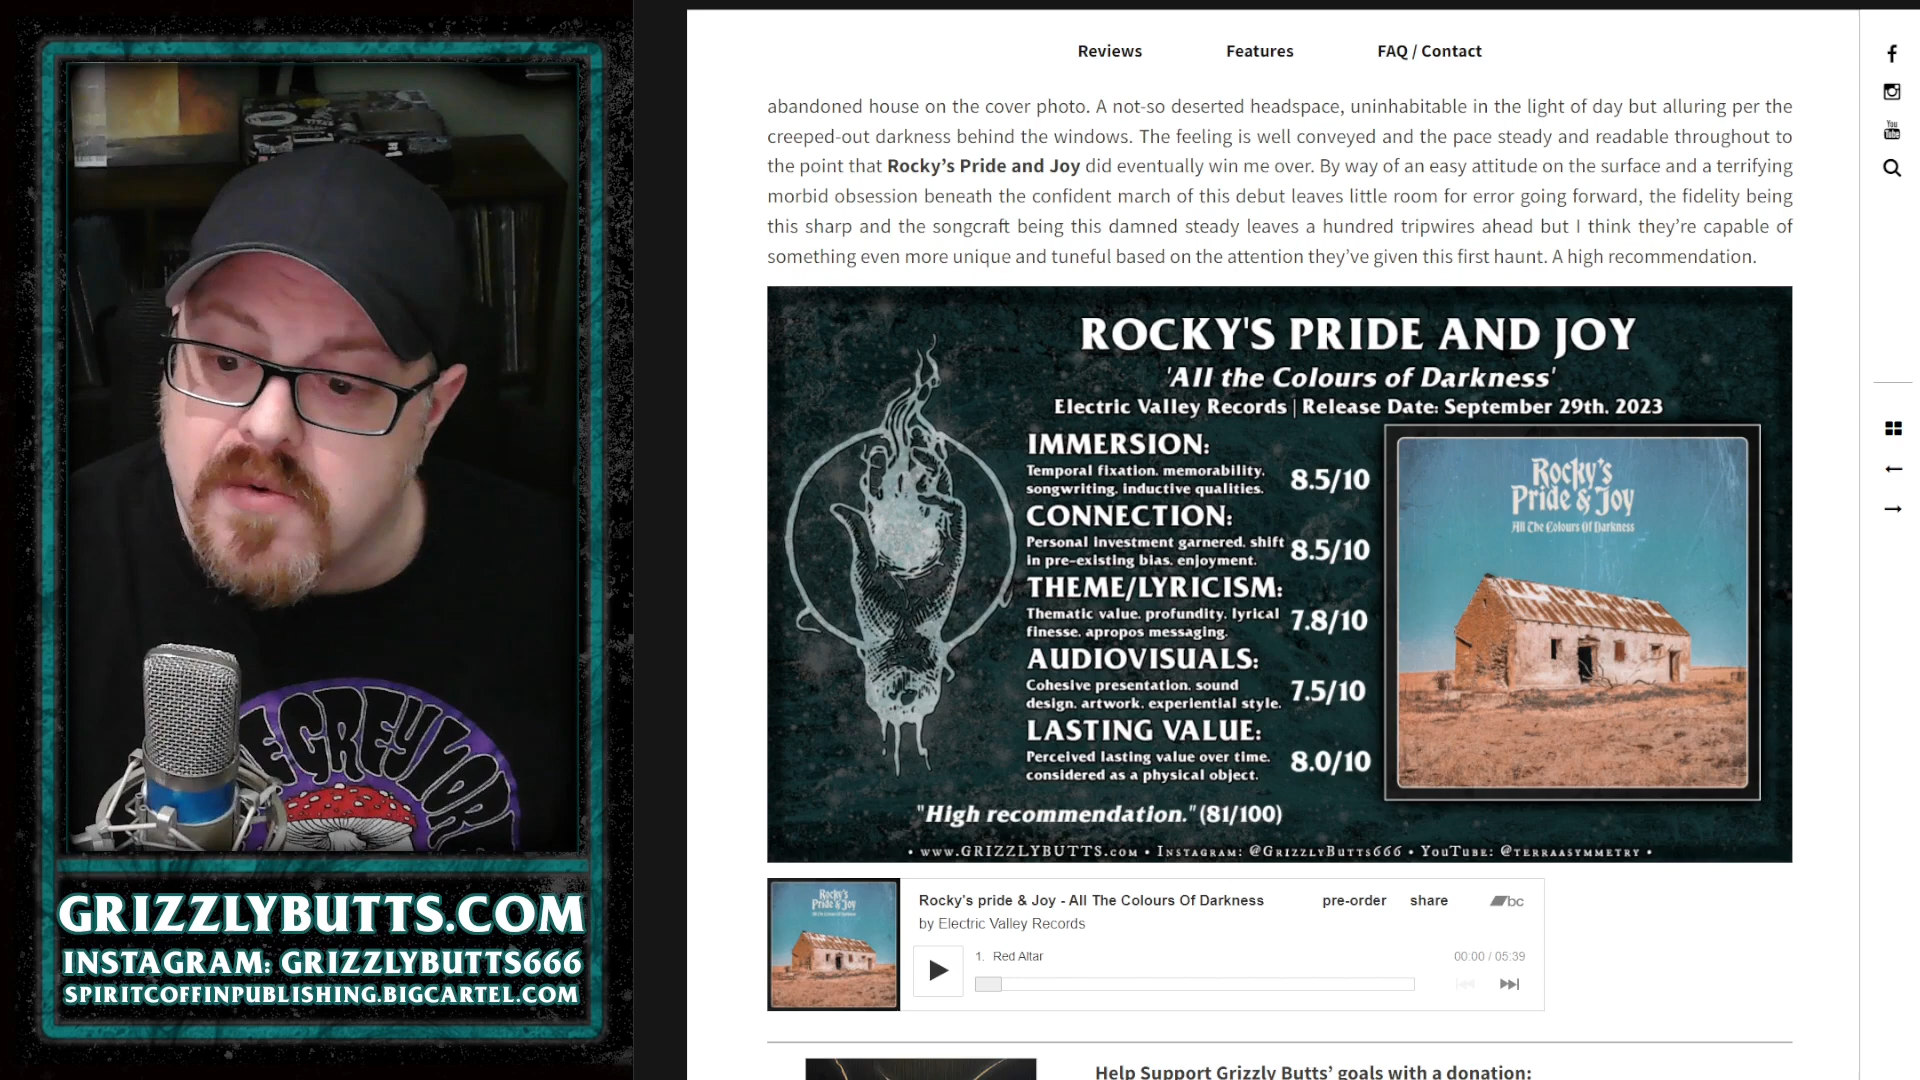 GRIZZLYBUTTS.COM
INSTAGRAM: GRIZZLYBUTTS666
SPIRITCOFFINPUBLISHING.BIGCARTEL.COM
Reviews
Features
FAQ / Contact
abandoned house on the cover photo. A not-so deserted headspace, uninhabitable in the light of day but alluring per the
creeped-out darkness behind the windows. The feeling is well conveyed and the pace steady and readable throughout to
the point that Rocky’s Pride and Joy did eventually win me over. By way of an easy attitude on the surface and a terrifying
morbid obsession beneath the confident march of this debut leaves little room for error going forward, the fidelity being
this sharp and the songcraft being this damned steady leaves a hundred tripwires ahead but I think they’re capable of
something even more unique and tuneful based on the attention they’ve given this first haunt. A high recommendation.
ROCKY'S PRIDE AND JOY
'All the Colours of Darkness'
Electric Valley Records | Release Date: September 29th, 2023
IMMERSION:
Temporal fixation, memorability,
songwriting, inductive qualities.
8.5/10
CONNECTION:
Personal investment garnered, shift
in pre-existing bias, enjoyment.
8.5/10
THEME/LYRICISM:
Thematic value, profundity, lyrical
finesse, apropos messaging.
7.8/10
AUDIOVISUALS:
Cohesive presentation, sound
design, artwork, experiential style.
7.5/10
LASTING VALUE:
Perceived lasting value over time,
considered as a physical object.
8.0/10
"High recommendation." (81/100)
Rocky's
Pride & Joy
All The Colours Of Darkness
• www.GRIZZLYBUTTS.com • Instagram: @GrizzlyButts666 • YouTube: @terraasymmetry •
Rocky's
Pride & Joy
Rocky's pride & Joy - All The Colours Of Darkness
pre-order
share
bc
by Electric Valley Records
1. Red Altar
00:00 / 05:39
Help Support Grizzly Butts’ goals with a donation:
You
Tube